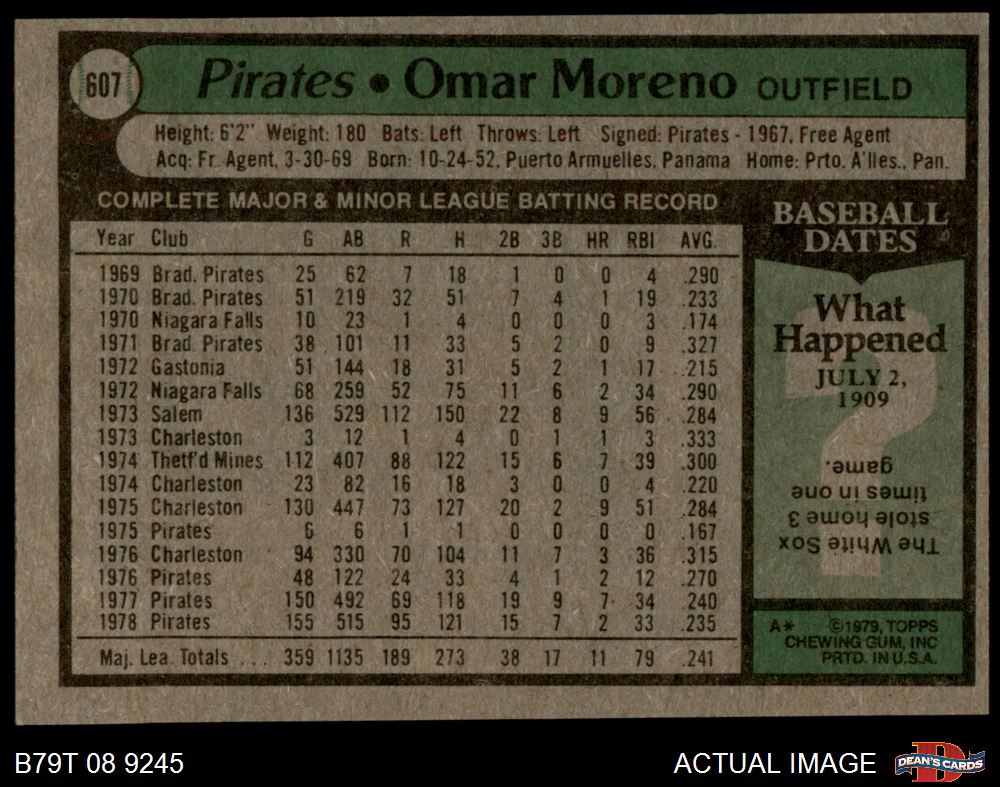 607
Pirates • Omar Moreno OUTFIELD
Height: 6'2" Weight: 180 Bats: Left Throws: Left Signed: Pirates - 1967, Free Agent
Acq: Fr. Agent, 3-30-69 Born: 10-24-52, Puerto Armuelles, Panama Home: Prto. A'lles., Pan.
COMPLETE MAJOR & MINOR LEAGUE BATTING RECORD
Year Club G AB R H 2B 3B HR RBI AVG.
1969 Brad. Pirates 25 62 7 18 1 0 0 4 .290
1970 Brad. Pirates 51 219 32 51 7 4 1 19 .233
1970 Niagara Falls 10 23 1 4 0 0 0 3 .174
1971 Brad. Pirates 38 101 11 33 5 2 0 9 .327
1972 Gastonia 51 144 18 31 5 2 1 17 .215
1972 Niagara Falls 68 259 52 75 11 6 2 34 .290
1973 Salem 136 529 112 150 22 8 9 56 .284
1973 Charleston 3 12 1 4 0 1 1 3 .333
1974 Thetf'd Mines 112 407 88 122 15 6 7 39 .300
1974 Charleston 23 82 16 18 3 0 0 4 .220
1975 Charleston 130 447 73 127 20 2 9 51 .284
1975 Pirates 6 6 1 1 0 0 0 0 .167
1976 Charleston 94 330 70 104 11 7 3 36 .315
1976 Pirates 48 122 24 33 4 1 2 12 .270
1977 Pirates 150 492 69 118 19 9 7 34 .240
1978 Pirates 155 515 95 121 15 7 2 33 .235
Maj. Lea. Totals ... 359 1135 189 273 38 17 11 79 .241
BASEBALL
DATES
What
Happened
JULY 2,
1909
The White Sox
stole home 3
times in one
game.
A* ©1979, TOPPS
CHEWING GUM, INC
PRTD. IN U.S.A.
B79T 08 9245
ACTUAL IMAGE
D
DEAN'S CARDS